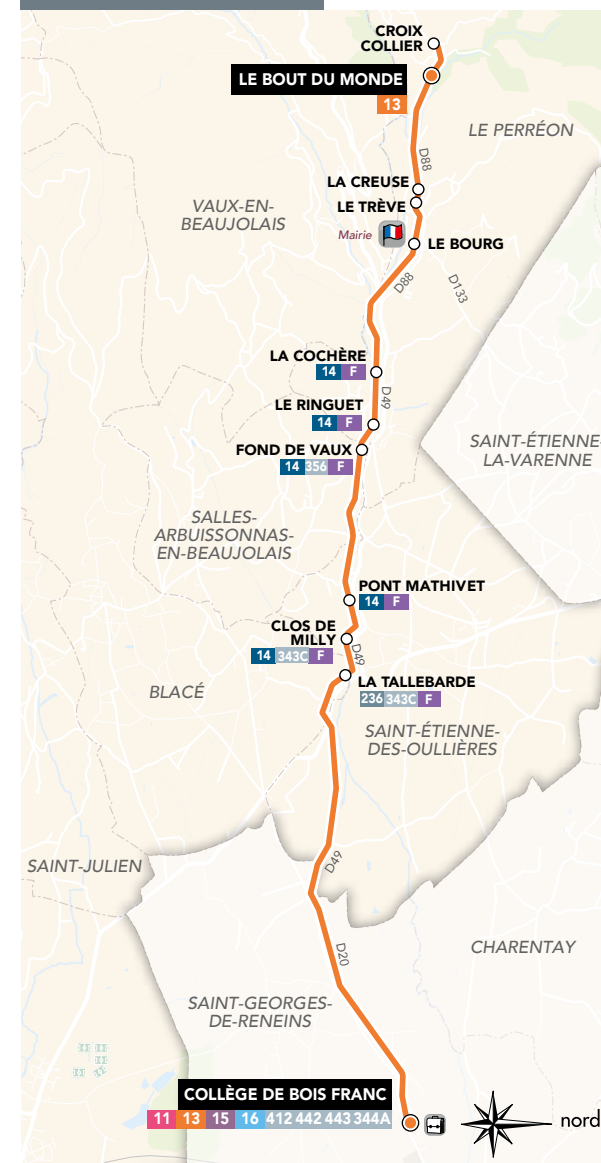 CROIX
COLLIER
LE BOUT DU MONDE
13
LE PERRÉON
D88
LA CREUSE
LE TRÈVE
VAUX-EN-
BEAUJOLAIS
Mairie
LE BOURG
D88
D133
LA COCHÈRE
14 F
D49
LE RINGUET
14 F
FOND DE VAUX
14 356 F
SAINT-ÉTIENNE-
LA-VARENNE
SALLES-
ARBUISSONNAS-
EN-BEAUJOLAIS
PONT MATHIVET
14 F
CLOS DE
MILLY
14 343C F
D49
LA TALLEBARDE
236 343C F
BLACÉ
SAINT-ÉTIENNE-
DES-OULLIÈRES
SAINT-JULIEN
D49
D20
CHARENTAY
SAINT-GEORGES-
DE-RENEINS
COLLÈGE DE BOIS FRANC
11 13 15 16 412 442 443 344A
nord